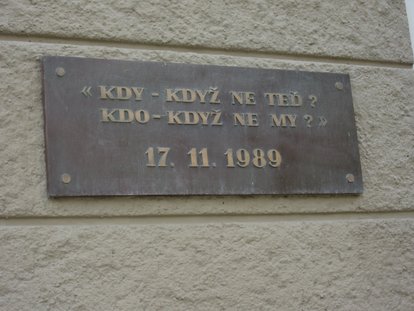 « KDY - KDYŽ NE TEĎ ?
KDO - KDYŽ NE MY ? »
17. 11. 1989